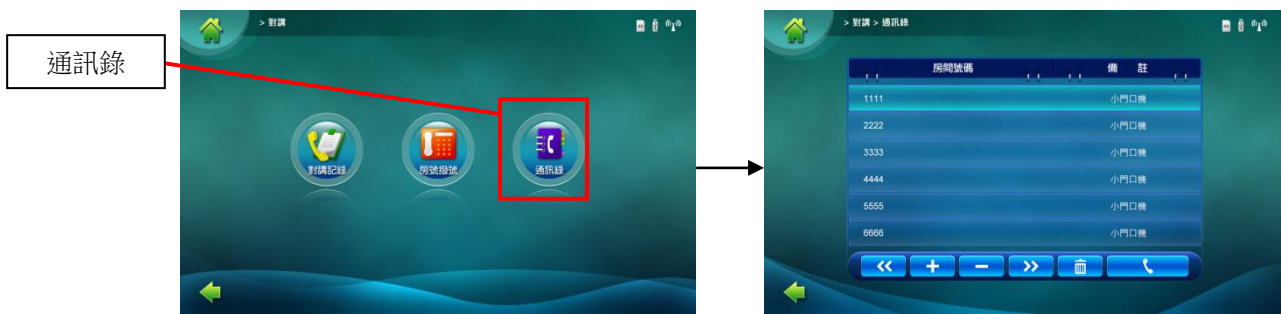 通訊錄
> 對講
對講記錄
房號撥號
通訊錄
> 對講 > 通訊錄
房間號碼 備 註
1111 小門口機
2222 小門口機
3333 小門口機
4444 小門口機
5555 小門口機
6666 小門口機